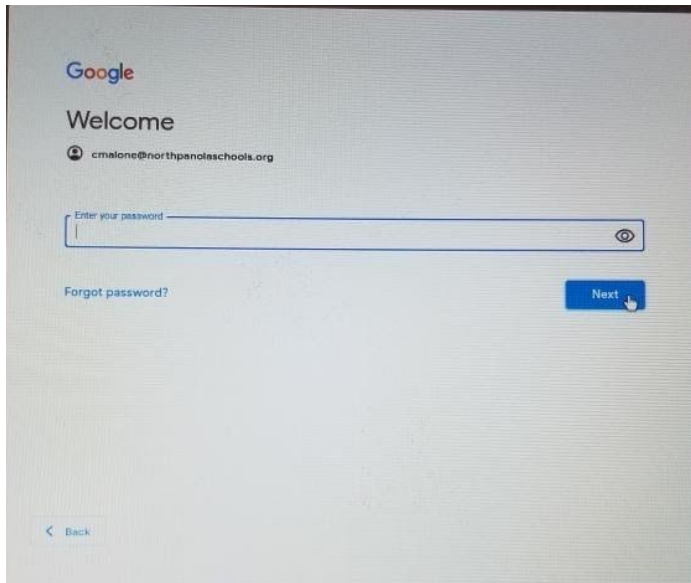 Google
Welcome
cmalone@northpanolaschools.org
Enter your password
Forgot password?
Next
Back